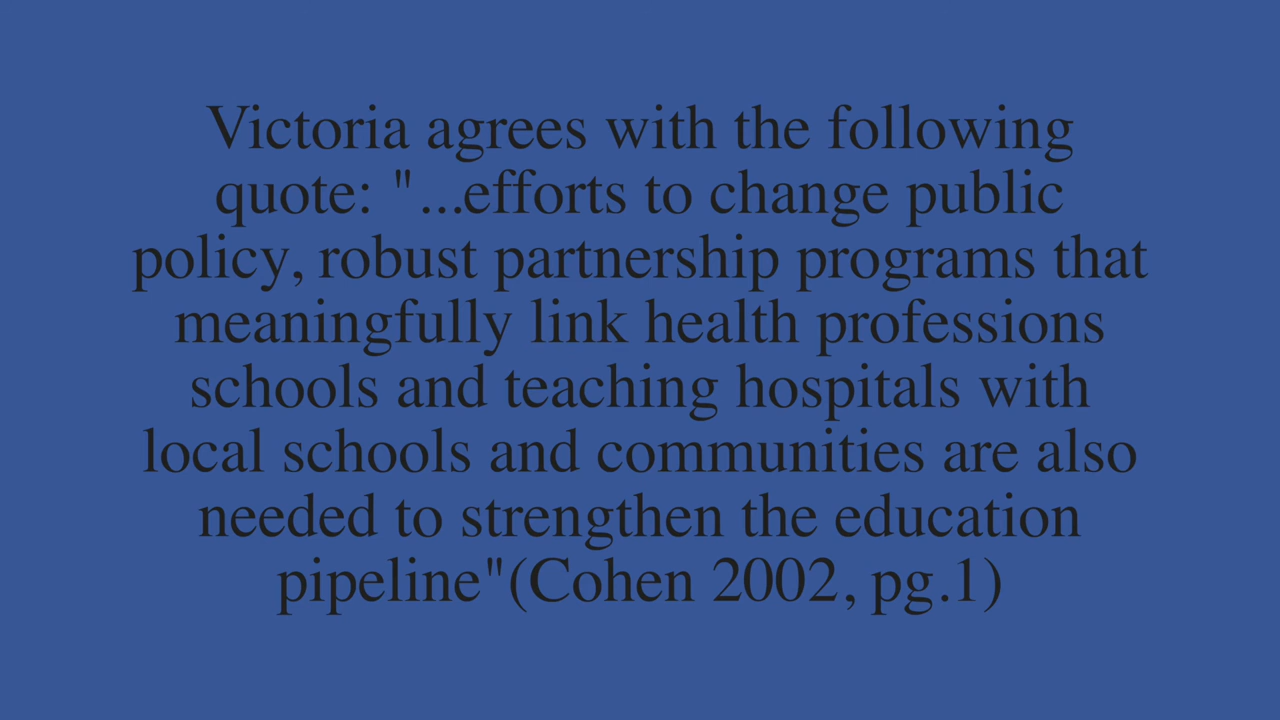 Victoria agrees with the following
quote: "...efforts to change public
policy, robust partnership programs that
meaningfully link health professions
schools and teaching hospitals with
local schools and communities are also
needed to strengthen the education
pipeline"(Cohen 2002, pg.1)